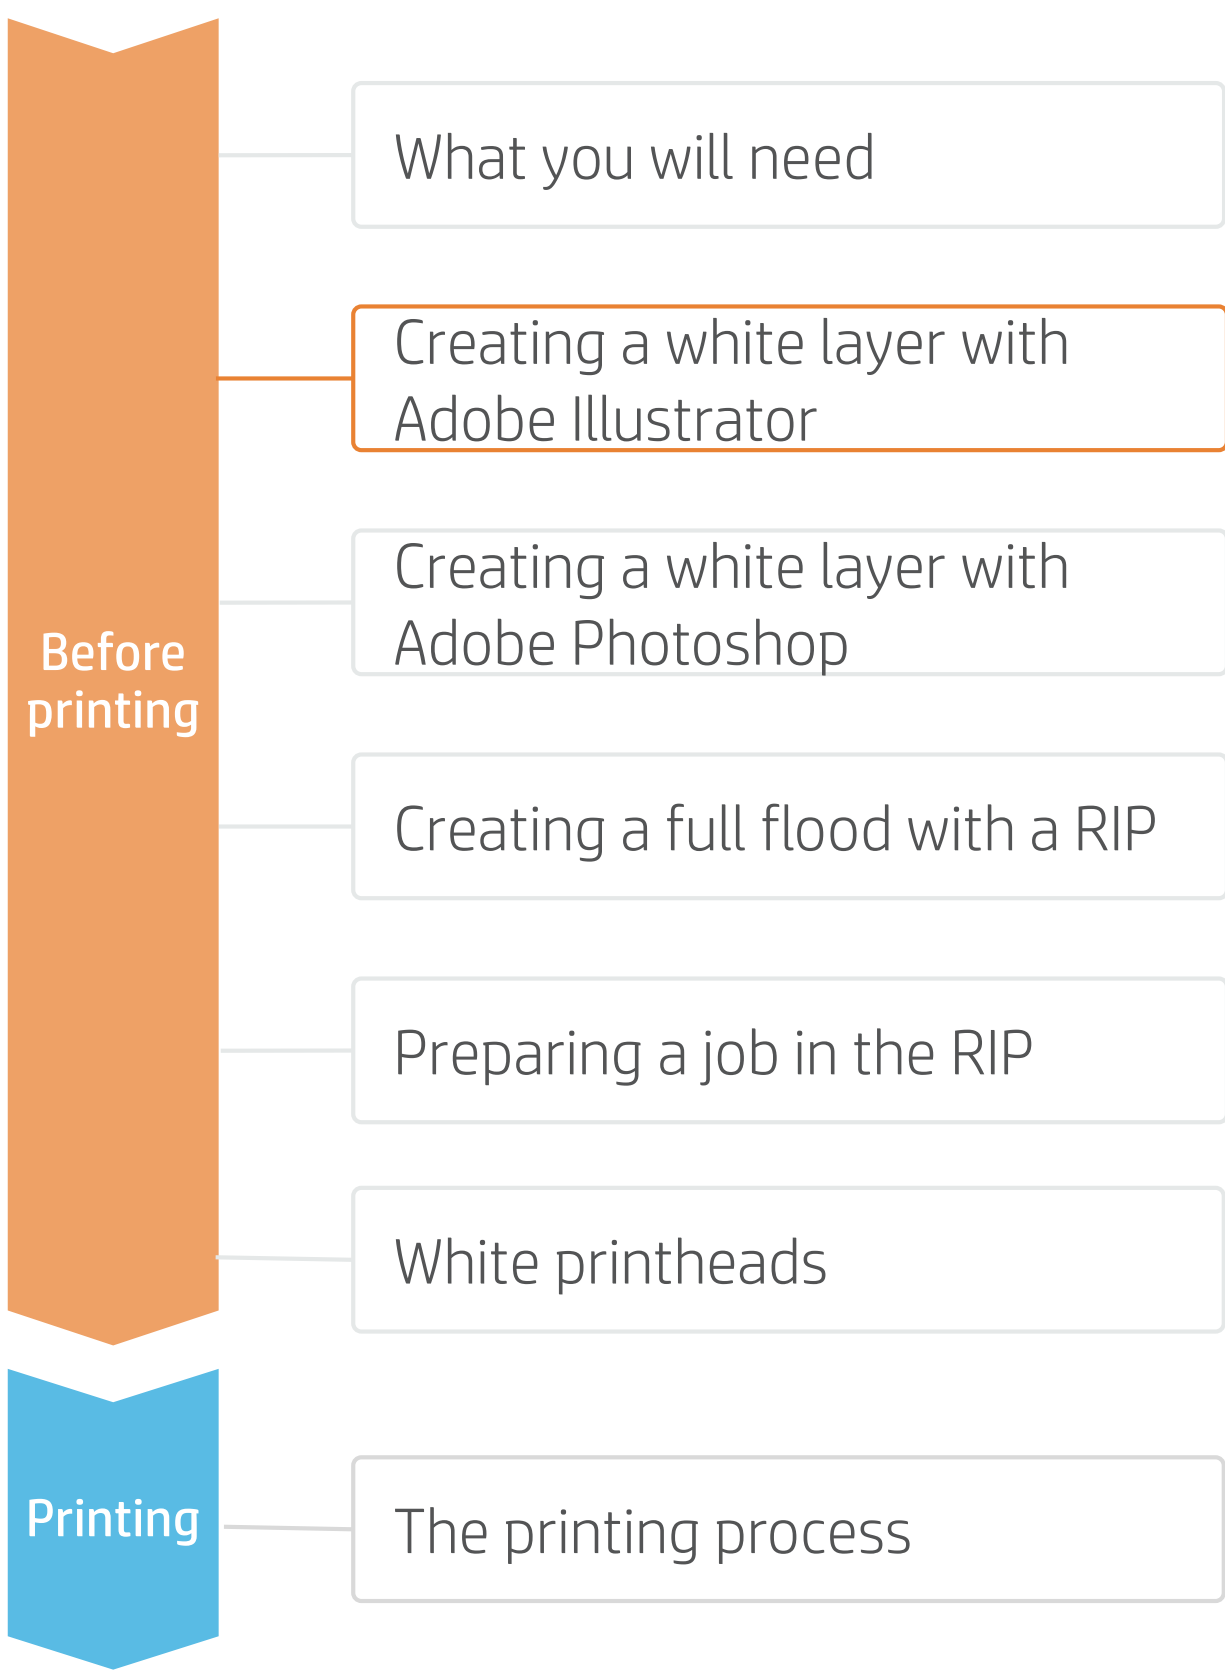 What you will need
Creating a white layer with
Adobe Illustrator
Creating a white layer with
Adobe Photoshop
Before
printing
Creating a full flood with a RIP
Preparing a job in the RIP
White printheads
Printing
The printing process